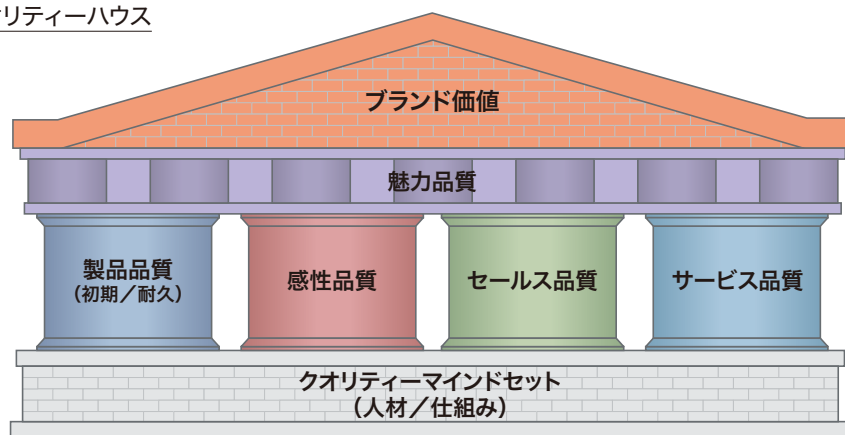 リティーハウス
ブランド価値
魅力品質
製品品質
(初期／耐久)
感性品質
セールス品質
サービス品質
クオリティーマインドセット
(人材／仕組み)